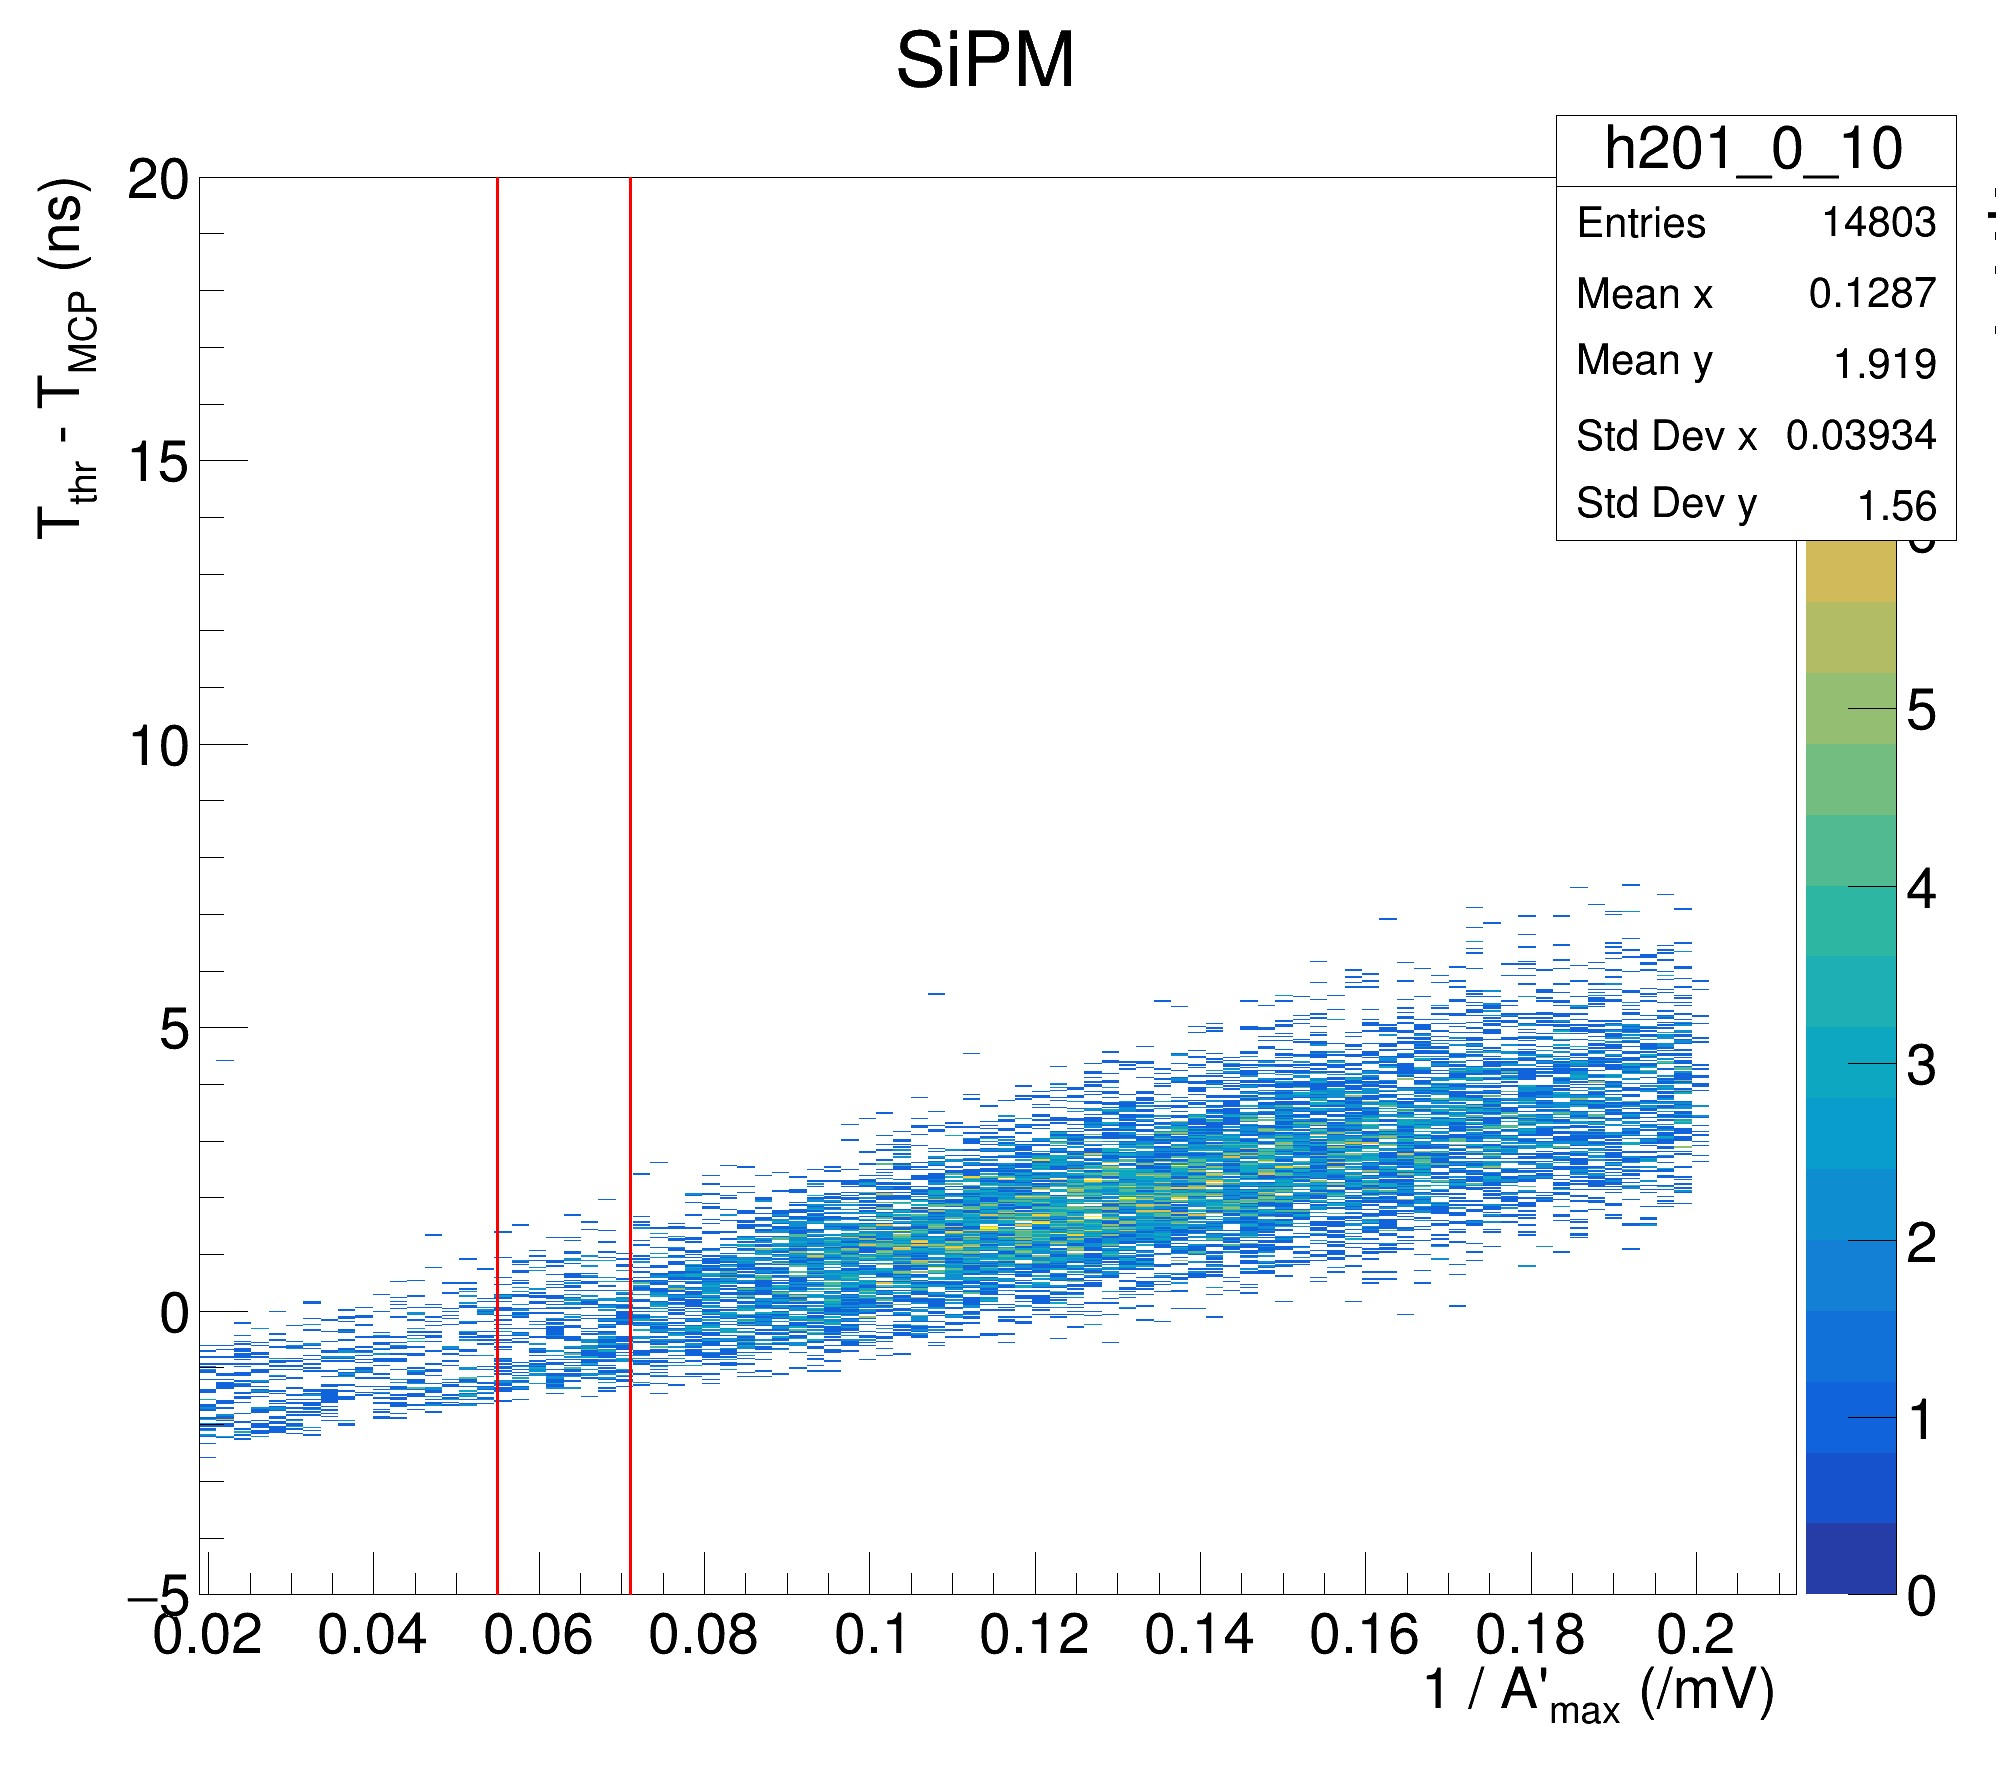 SiPM
h201_0_10
Entries 14803
Mean x 0.1287
Mean y 1.919
Std Dev x 0.03934
Std Dev y 1.56
T_thr - T_MCP (ns)
20
15
10
5
0
−5
5
4
3
2
1
0
0.02 0.04 0.06 0.08 0.1 0.12 0.14 0.16 0.18 0.2
1 / A'_max (/mV)